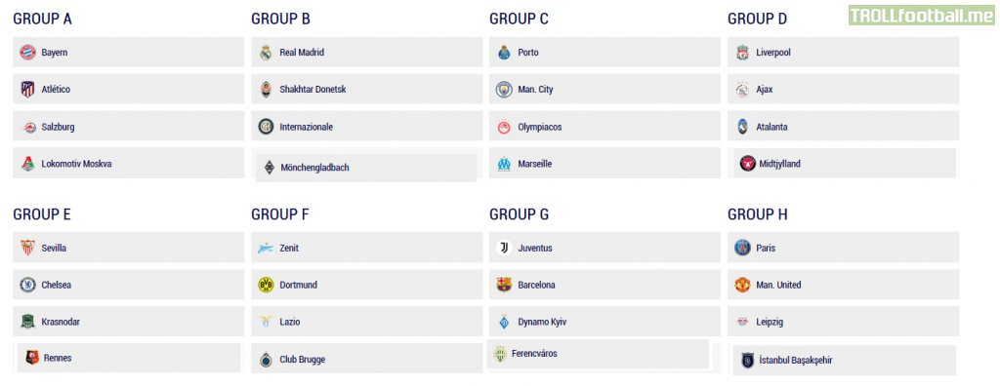 TROLLfootball.me
GROUP A
Bayern
Atlético
Salzburg
Lokomotiv Moskva
GROUP B
Real Madrid
Shakhtar Donetsk
Internazionale
Mönchengladbach
GROUP C
Porto
Man. City
Olympiacos
Marseille
GROUP D
Liverpool
Ajax
Atalanta
Midtjylland
GROUP E
Sevilla
Chelsea
Krasnodar
Rennes
GROUP F
Zenit
Dortmund
Lazio
Club Brugge
GROUP G
Juventus
Barcelona
Dynamo Kyiv
Ferencváros
GROUP H
Paris
Man. United
Leipzig
İstanbul Başakşehir